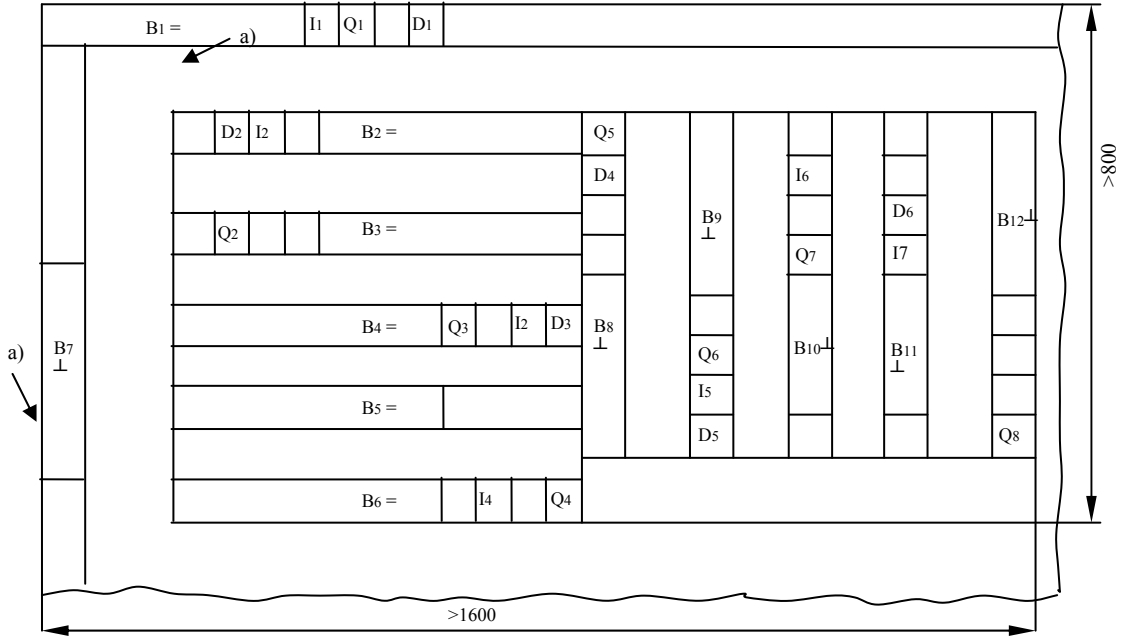 B1 = I1 Q1 D1
a)
>800
D2 I2 B2 = Q5
D4 I6
B9 ⊥ D6 B12 ⊥
Q2 B3 = Q7 I7
Q3 I2 D3
B4 = B8 ⊥
a) B7 ⊥ B10 ⊥ B11 ⊥
Q6
I5
B5 =
D5 Q8
B6 = I4 Q4
>1600